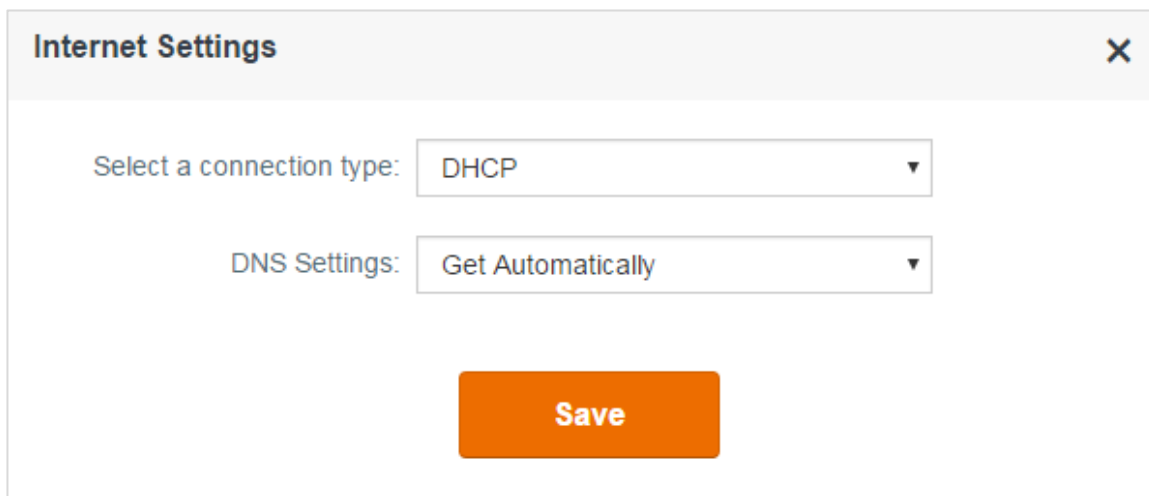 Internet Settings
Select a connection type: DHCP
DNS Settings: Get Automatically
Save